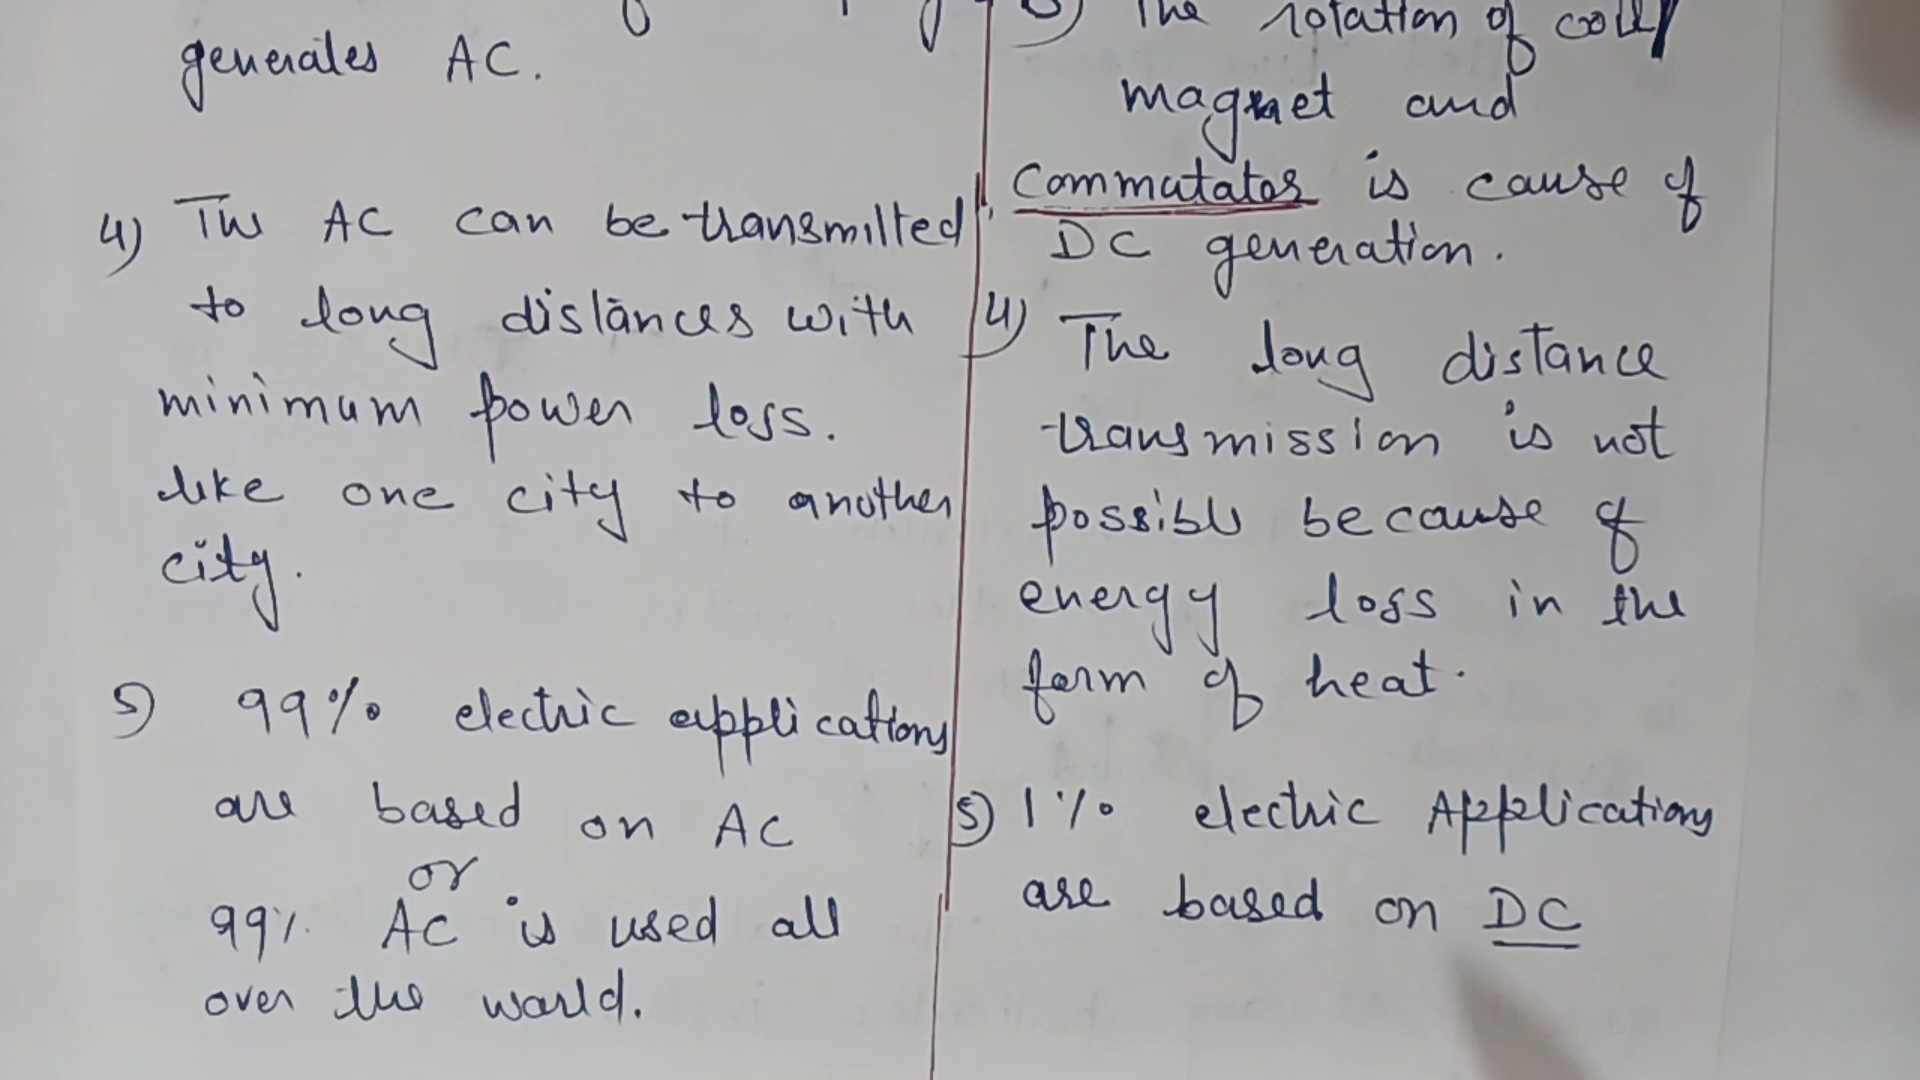 generates AC.
4) The AC can be transmitted
to long distances with
minimum power loss.
like one city to another
city.
5) 99% electric applications
are based on AC
or
99% AC is used all
over the world.
3) The rotation of coil/
magnet and
Commutator is cause of
DC generation.
4) The long distance
transmission is not
possible because of
energy loss in the
form of heat.
5) 1% electric Applications
are based on DC